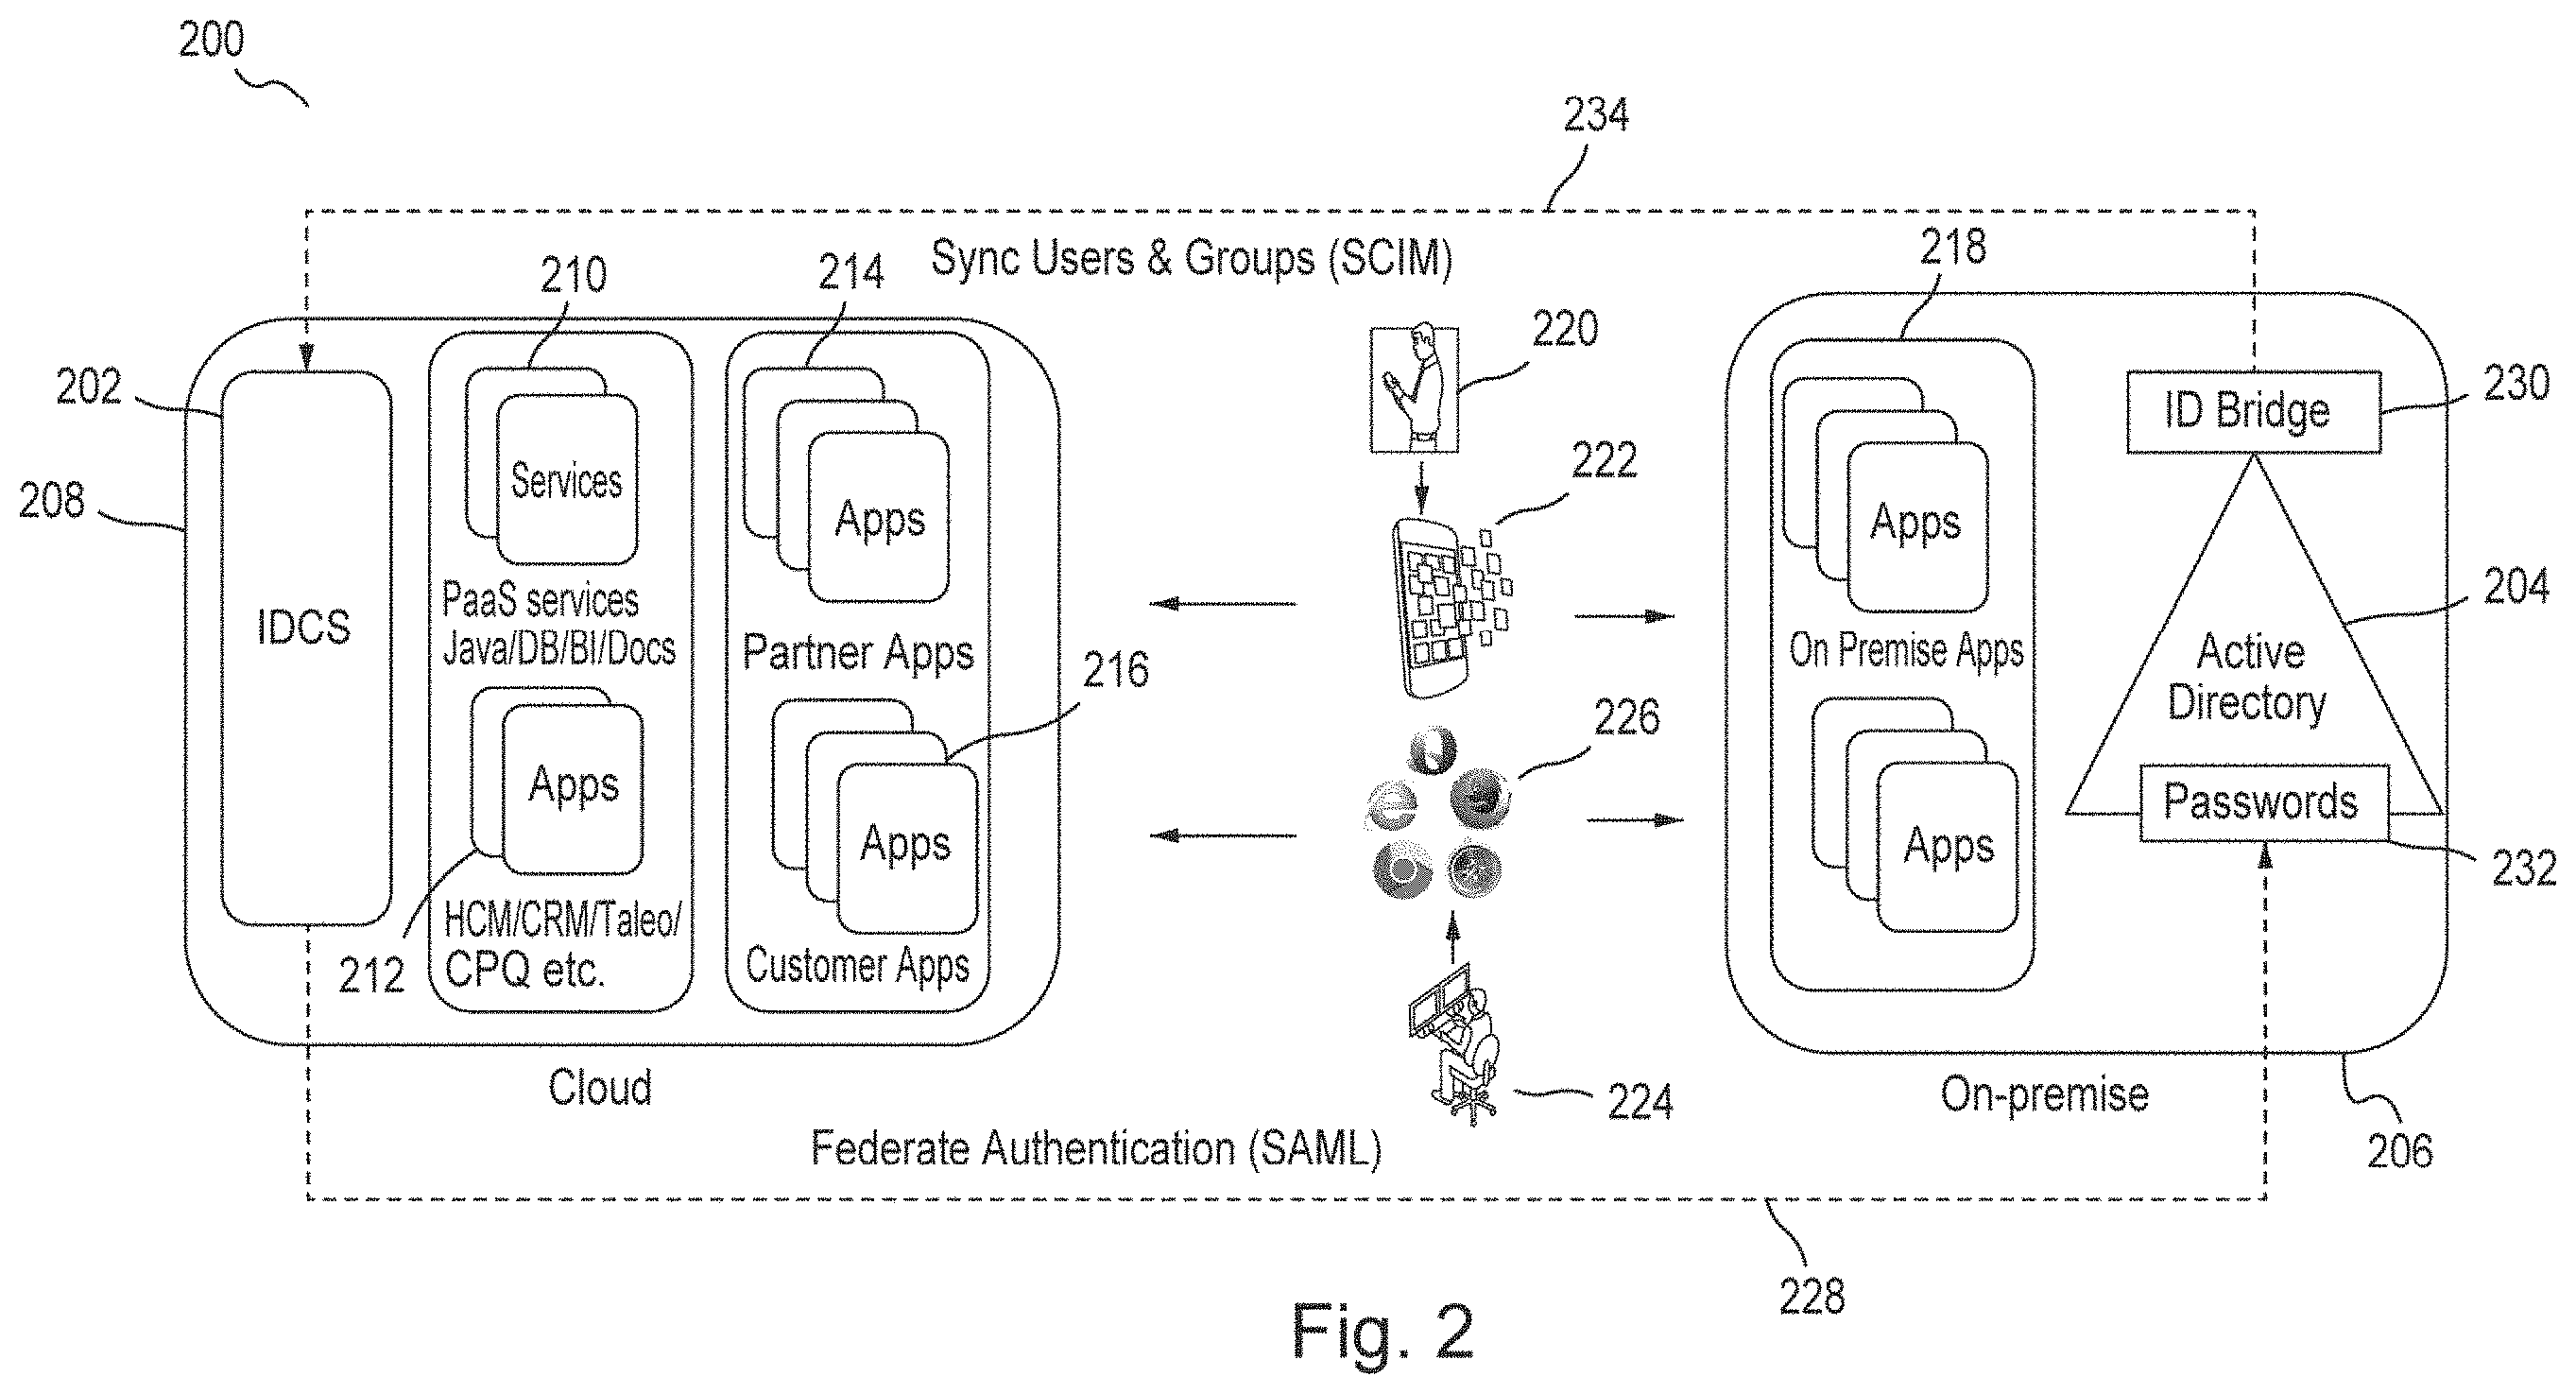 200
234
Sync Users & Groups (SCIM)
210
214
218
220
202
230
ID Bridge
222
208
Services
Apps
Apps
204
IDCS
PaaS services
Java/DB/BI/Docs
Partner Apps
216
On Premise Apps
Active
Directory
226
Apps
Apps
Apps
Passwords
232
212
HCM/CRM/Taleo/
CPQ etc.
Customer Apps
Cloud
224
On-premise
206
Federate Authentication (SAML)
228
Fig. 2